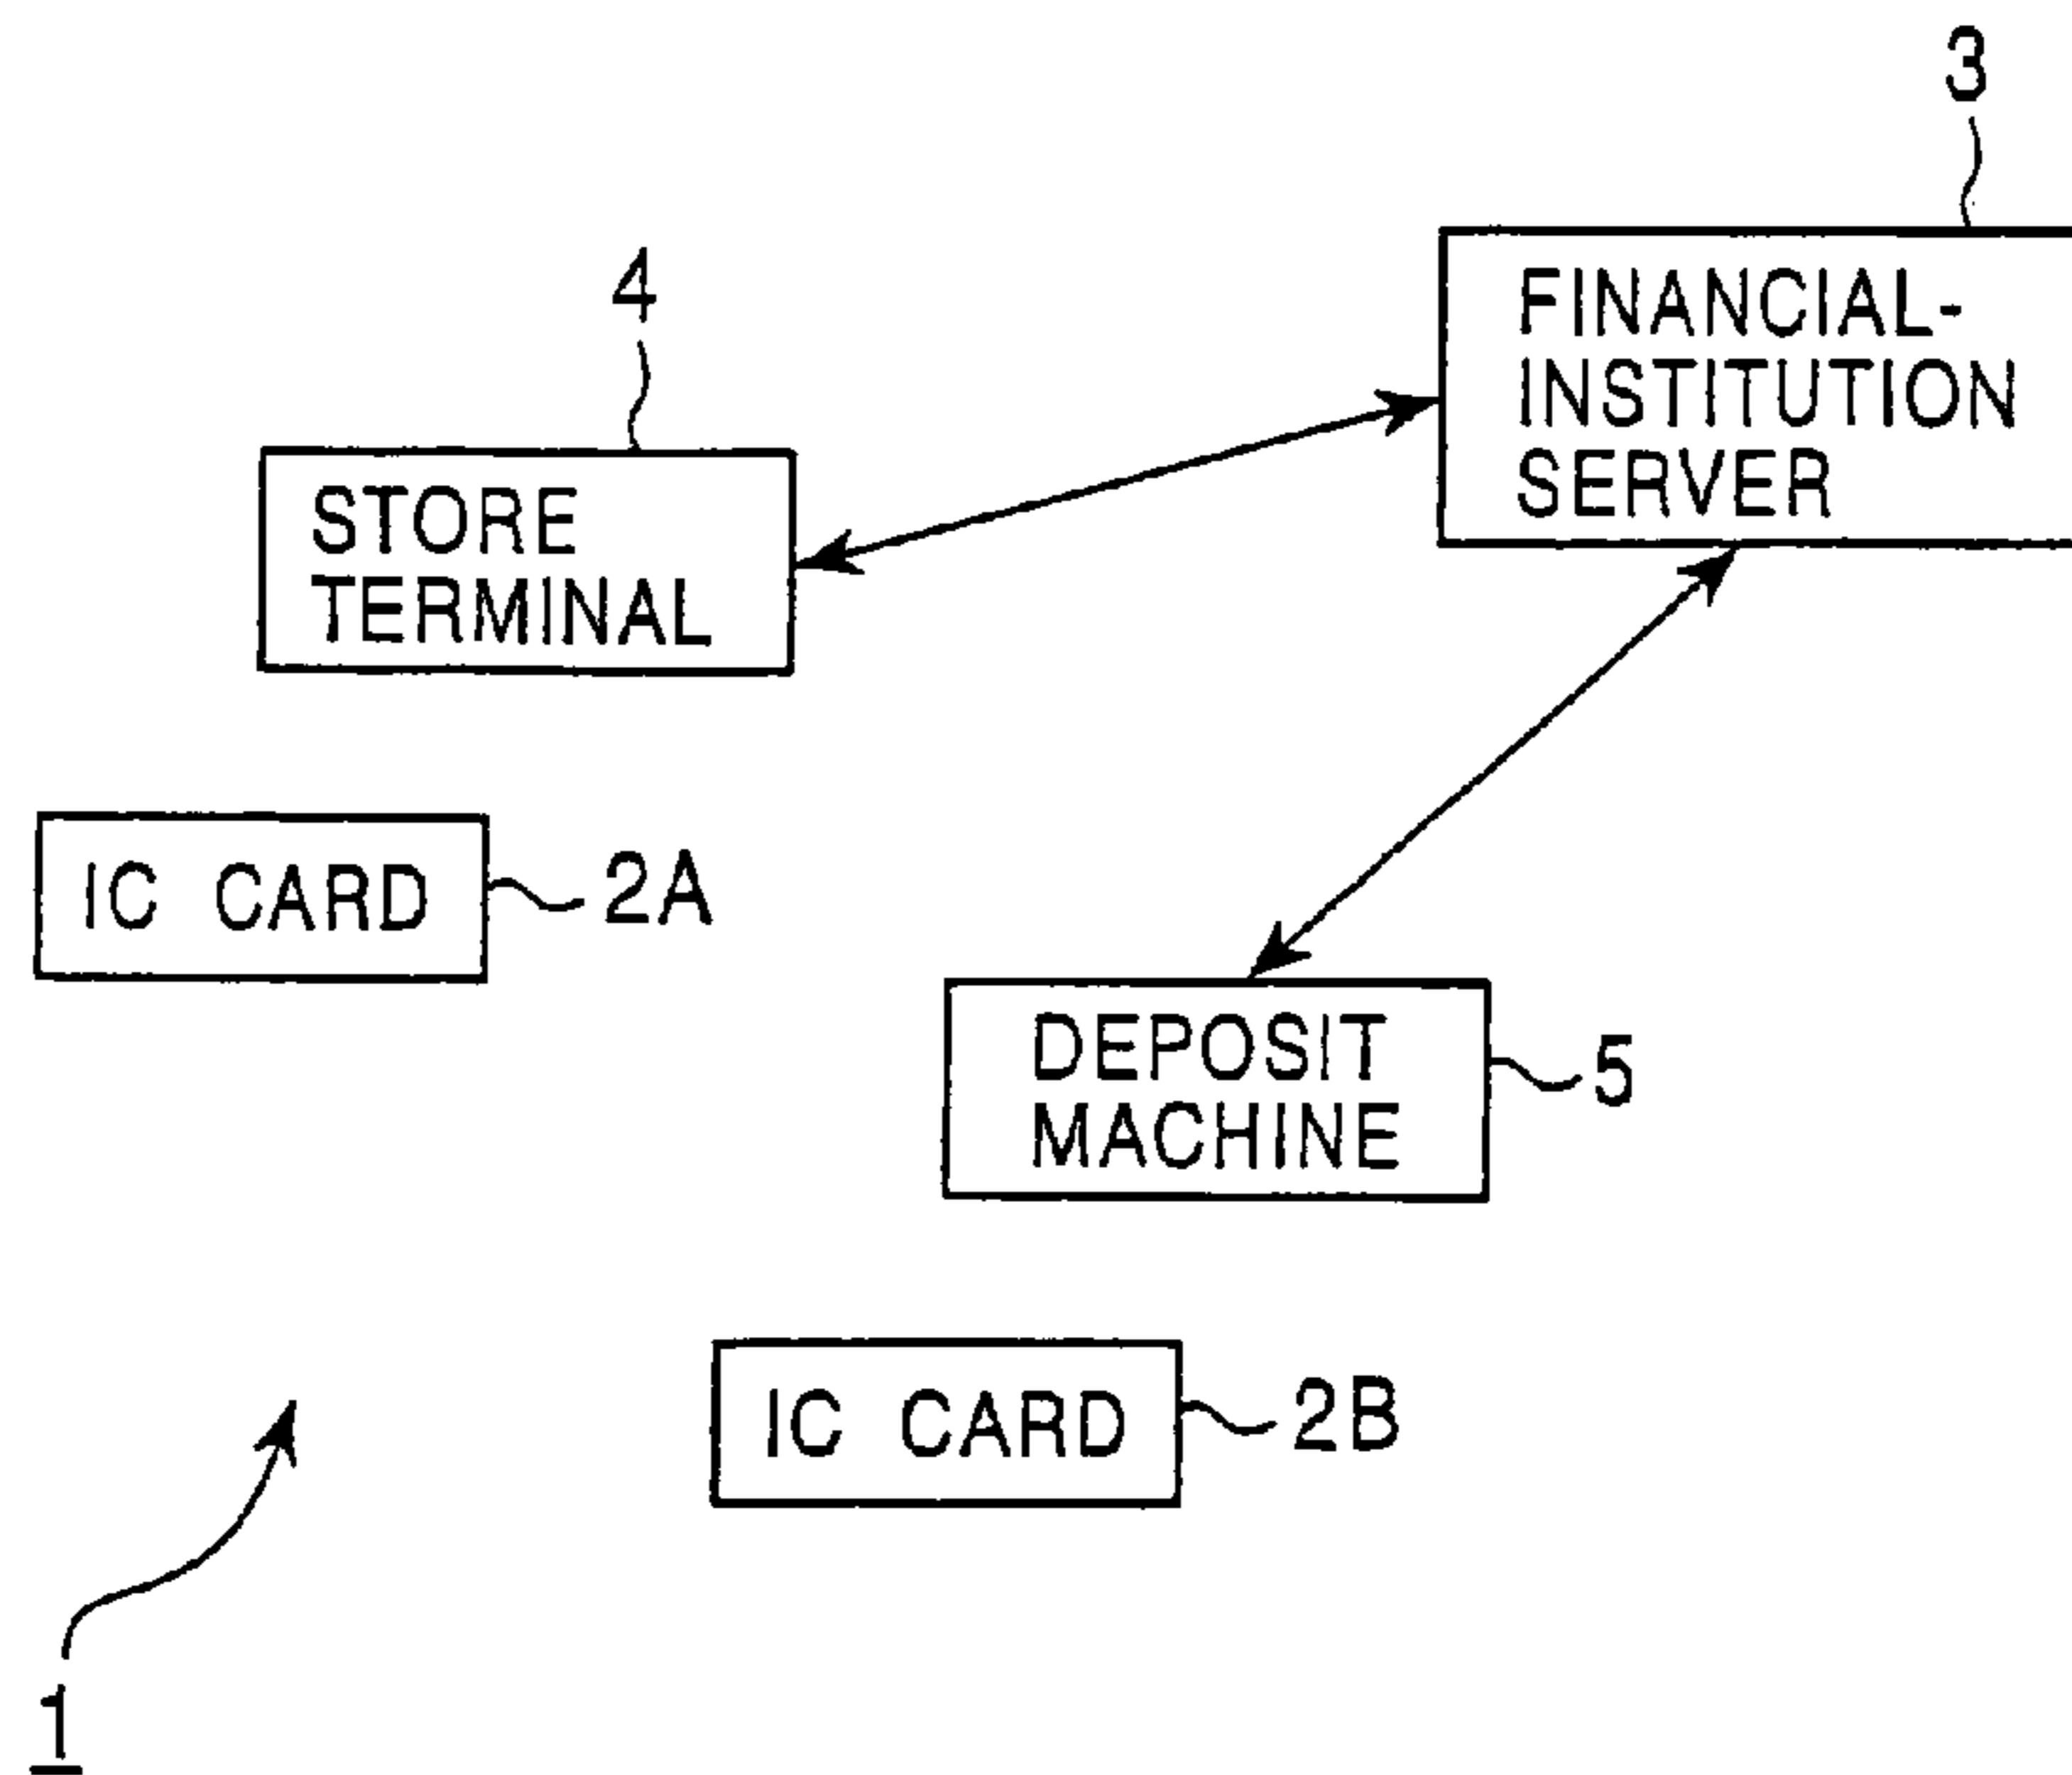 3
FINANCIAL-
INSTITUTION
SERVER
4
STORE
TERMINAL
IC CARD
2A
DEPOSIT
MACHINE
5
IC CARD
2B
1